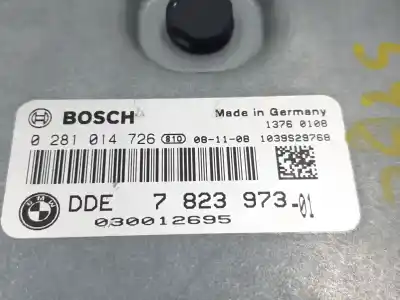 BOSCH
Made in Germany
1376 0108
0 281 014 726 810 08-11-08 1039S29768
BMW
DDE 7 823 973-01
030012695